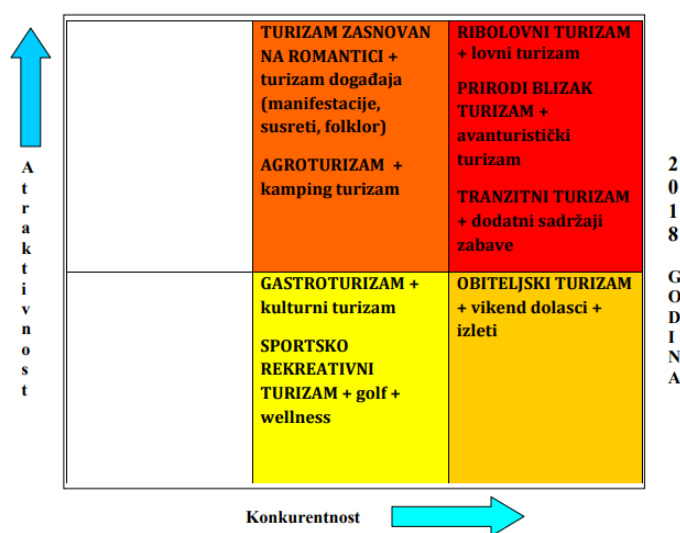 TURIZAM ZASNOVAN
NA ROMANTICI +
turizam događaja
(manifestacije,
susreti, folklor)
AGROTURIZAM +
kamping turizam
RIBOLOVNI TURIZAM
+ lovni turizam
PRIRODI BLIZAK
TURIZAM +
avanturistički
turizam
TRANZITNI TURIZAM
+ dodatni sadržaji
zabave
GASTROTURIZAM +
kulturni turizam
SPORTSKO
REKREATIVNI
TURIZAM + golf +
wellness
OBITELJSKI TURIZAM
+ vikend dolasci +
izleti
Atraktivnost
2018 GODINA
Konkurentnost